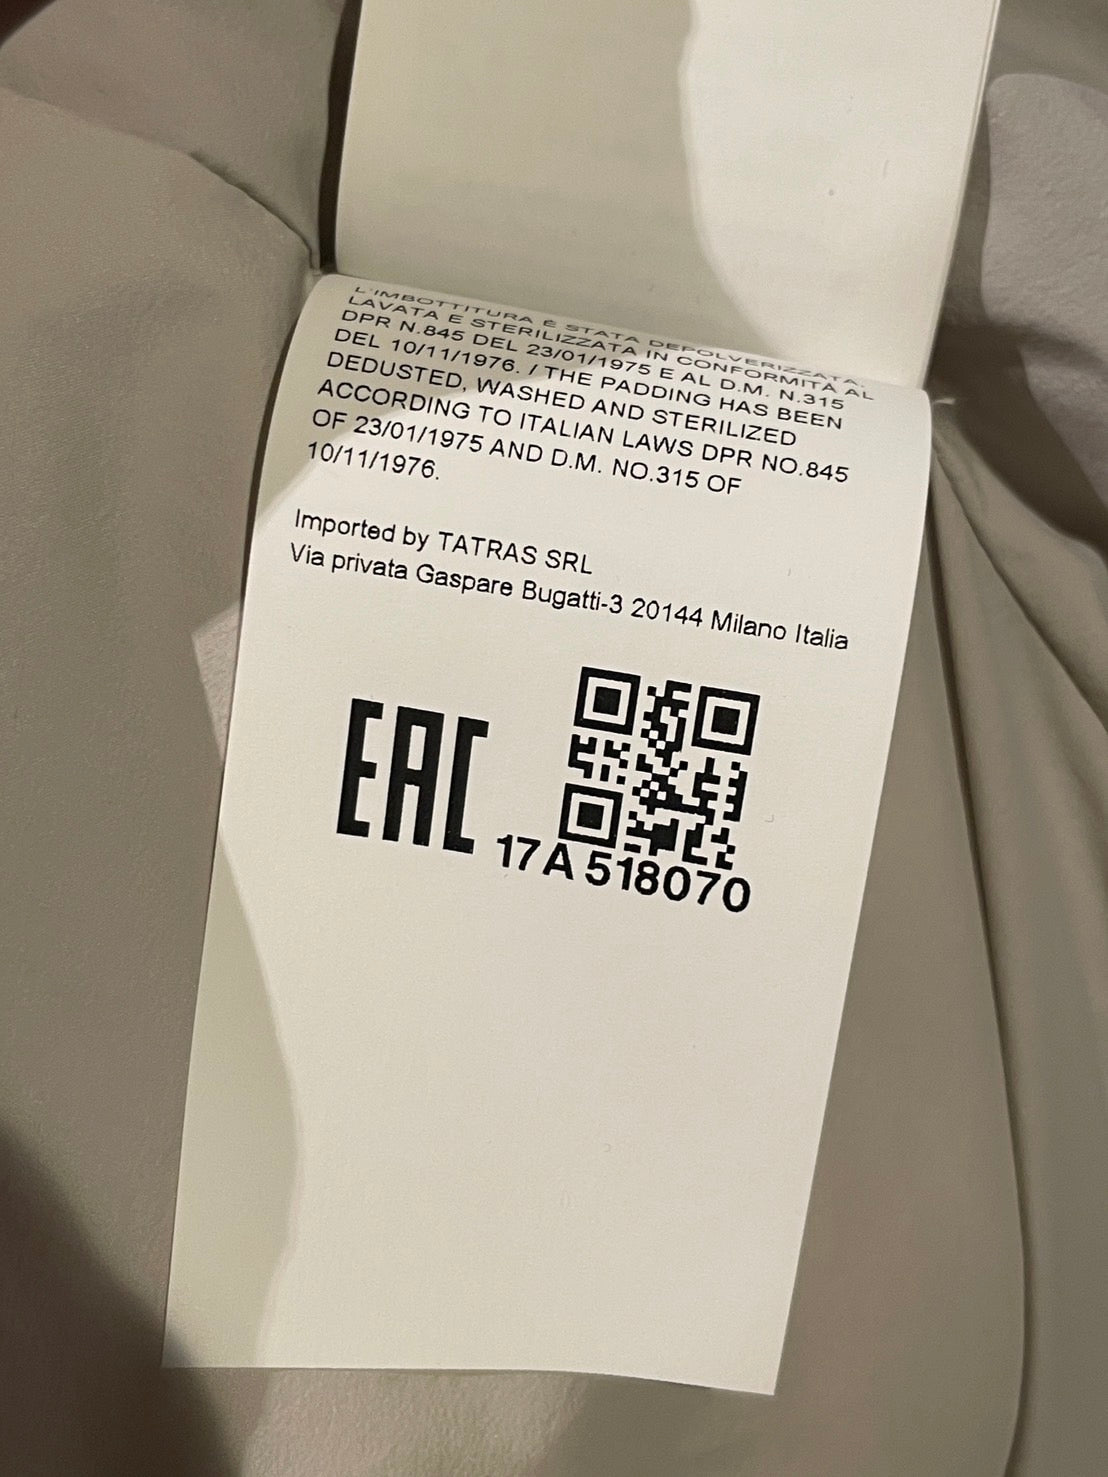 L'IMBOTTITURA È STATA DEPOLVERIZZATA,
LAVATA E STERILIZZATA IN CONFORMITÀ AL
DPR N.845 DEL 23/01/1975 E AL D.M. N.315
DEL 10/11/1976. / THE PADDING HAS BEEN
DEDUSTED, WASHED AND STERILIZED
ACCORDING TO ITALIAN LAWS DPR NO.845
OF 23/01/1975 AND D.M. NO.315 OF
10/11/1976.
Imported by TATRAS SRL
Via privata Gaspare Bugatti-3 20144 Milano Italia
EAC
17A 518070